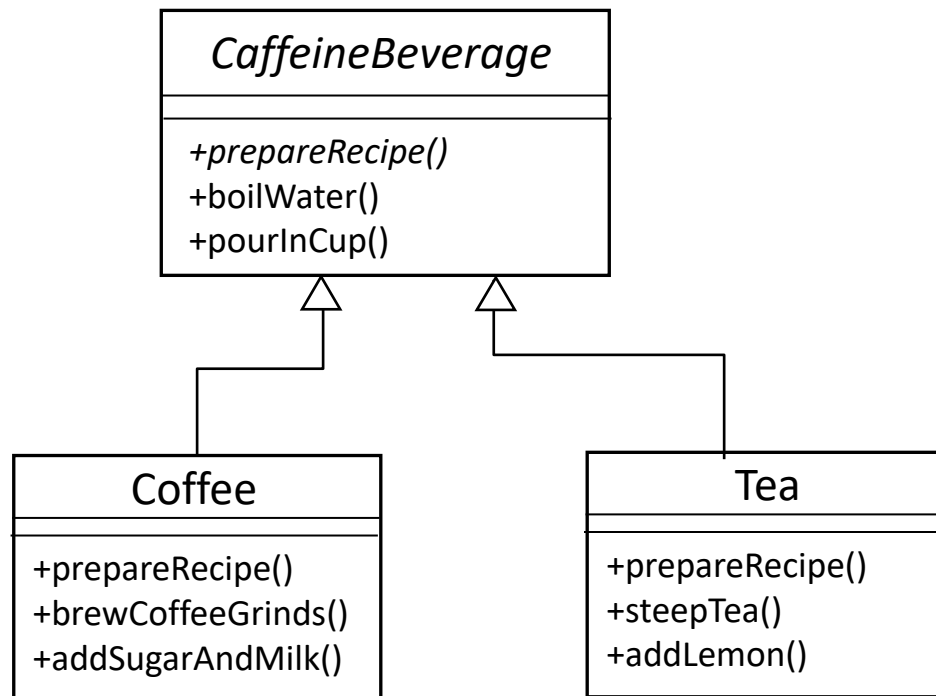 CaffeineBeverage
+prepareRecipe()
+boilWater()
+pourInCup()
Coffee
+prepareRecipe()
+brewCoffeeGrinds()
+addSugarAndMilk()
Tea
+prepareRecipe()
+steepTea()
+addLemon()